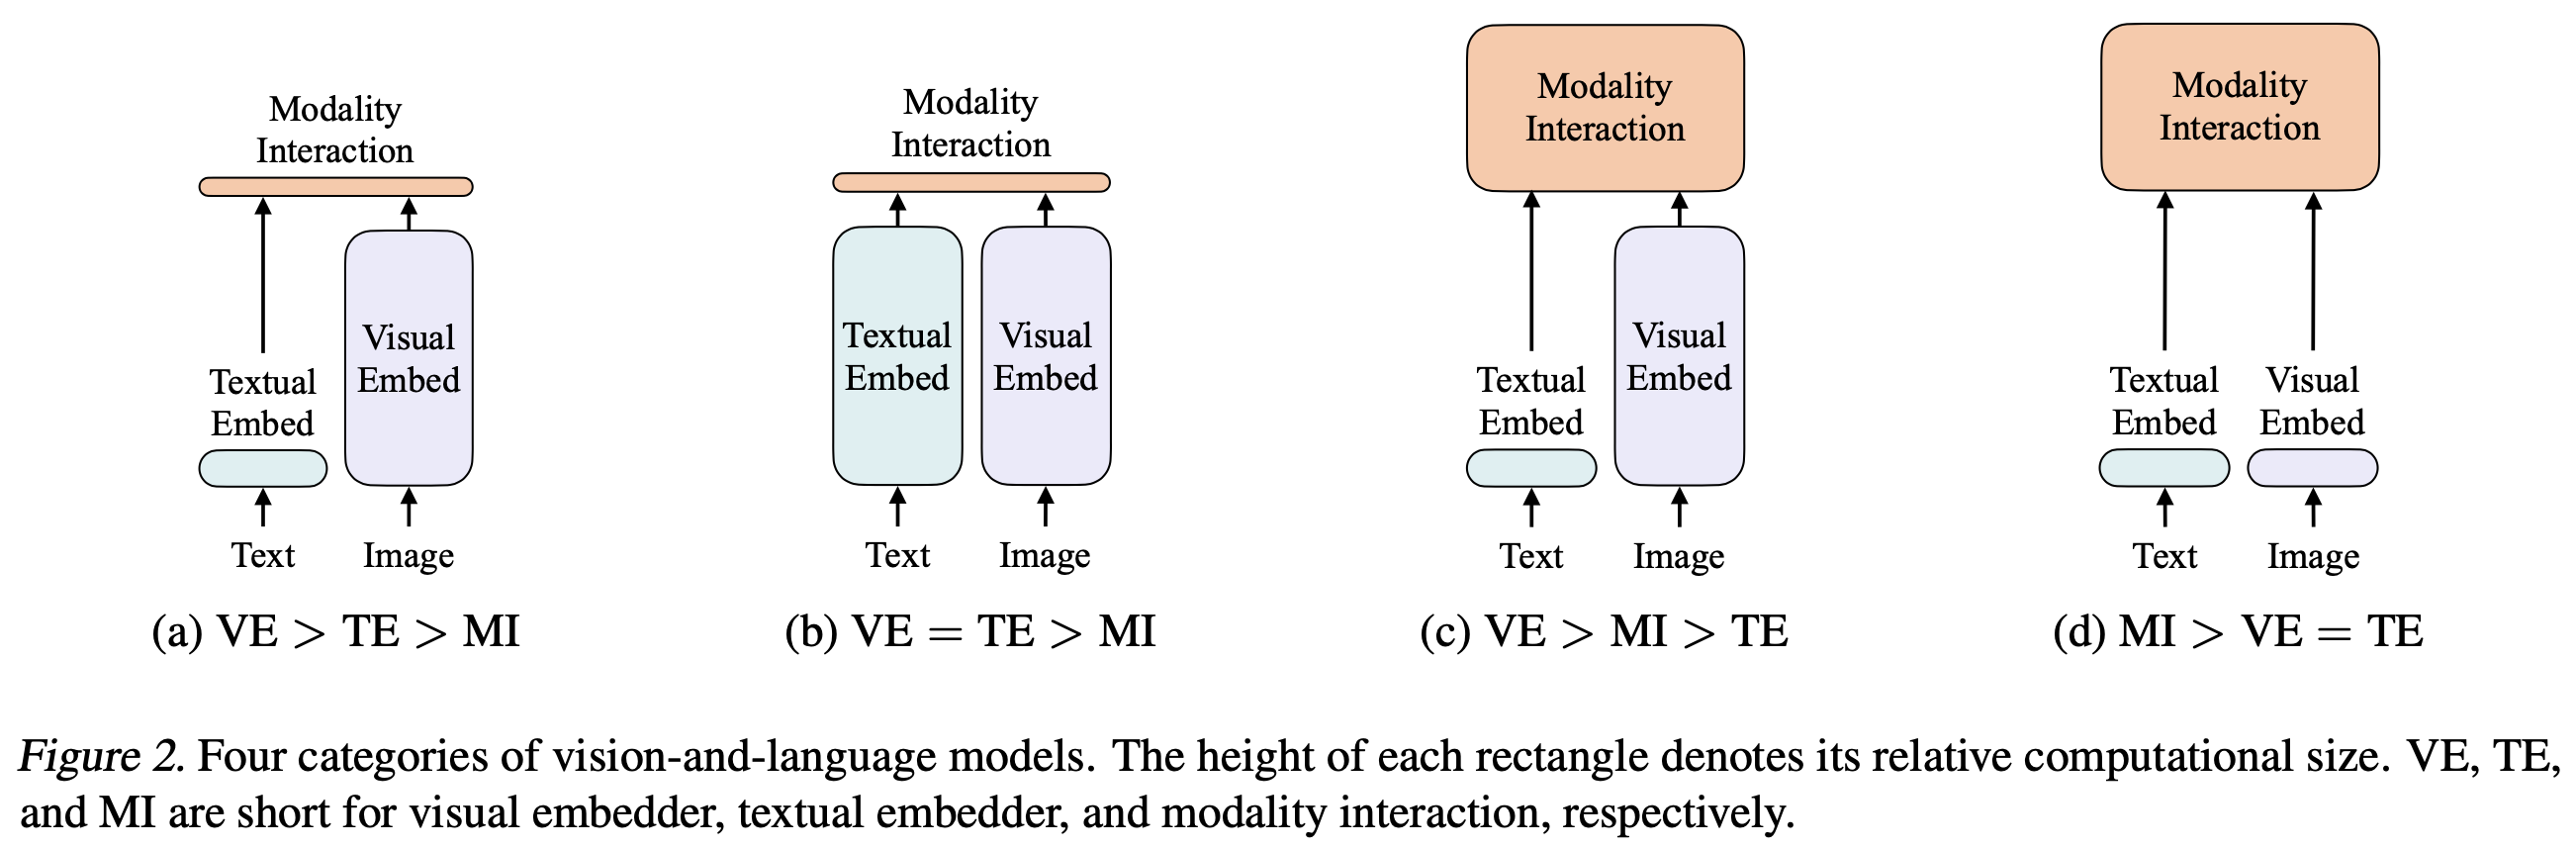 Modality
Interaction
Textual
Embed
Visual
Embed
Text
Image
(a) VE > TE > MI
Modality
Interaction
Textual
Embed
Visual
Embed
Text
Image
(b) VE = TE > MI
Modality
Interaction
Textual
Embed
Visual
Embed
Text
Image
(c) VE > MI > TE
Modality
Interaction
Textual
Embed
Visual
Embed
Text
Image
(d) MI > VE = TE
Figure 2. Four categories of vision-and-language models. The height of each rectangle denotes its relative computational size. VE, TE,
and MI are short for visual embedder, textual embedder, and modality interaction, respectively.